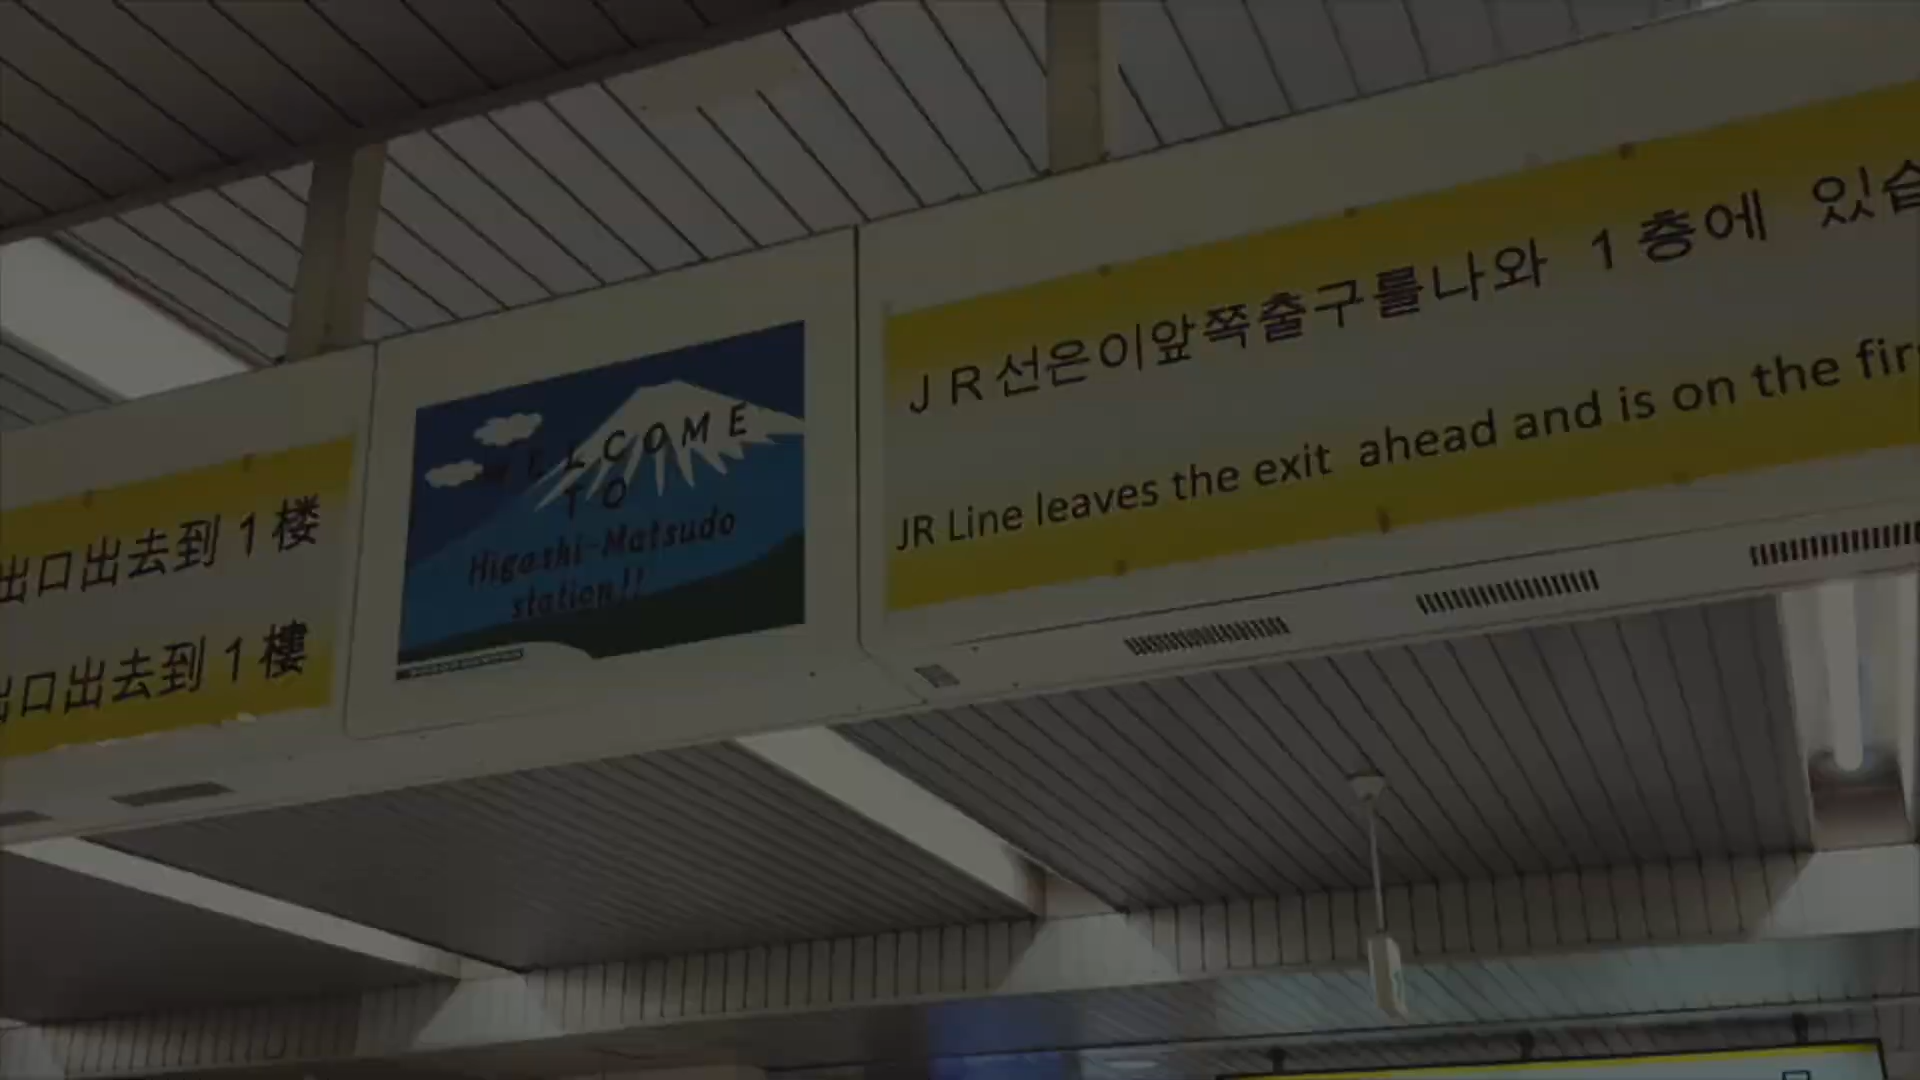 出口出去到1楼
出口出去到1樓
WELCOME
TO
Higashi-Matsudo
station!!
JR선은이앞쪽출구를나와 1층에 있습
JR Line leaves the exit ahead and is on the